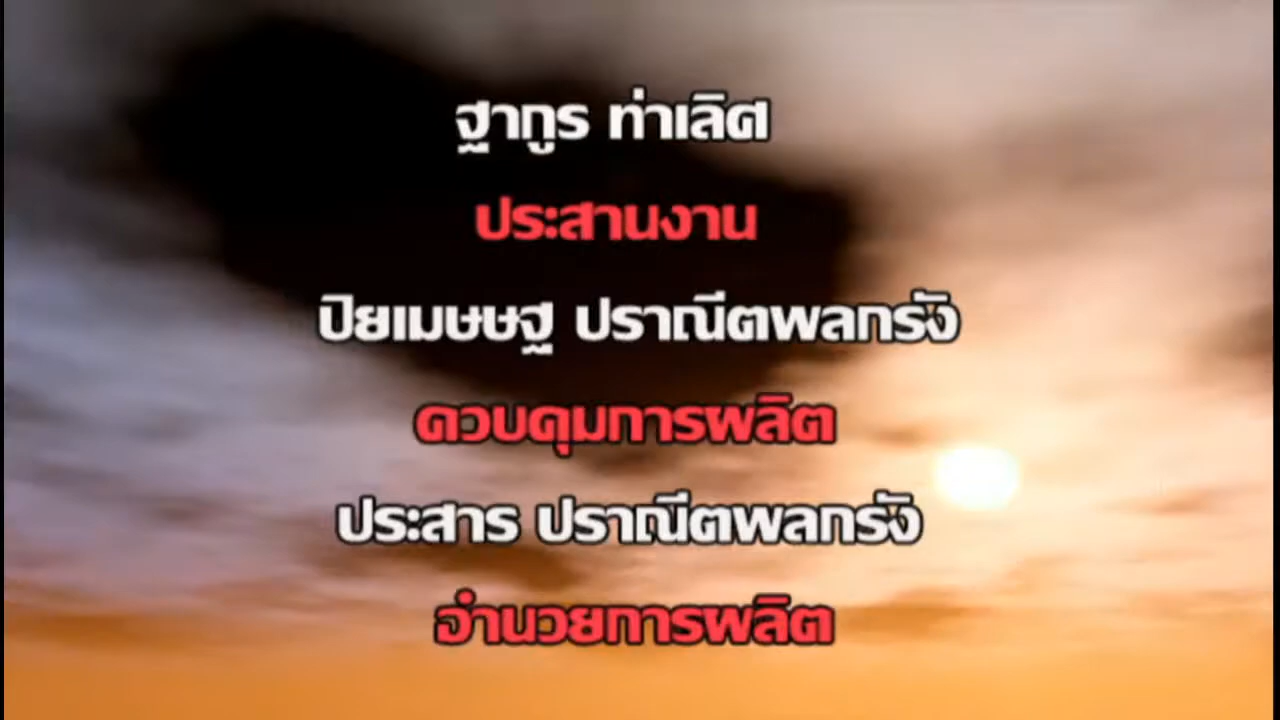 ฐากูร ท่าเลิศ
ประสานงาน
ปิยเมษษฐ ปราณีตพลกรัง
ควบคุมการผลิต
ประสาร ปราณีตพลกรัง
อำนวยการผลิต